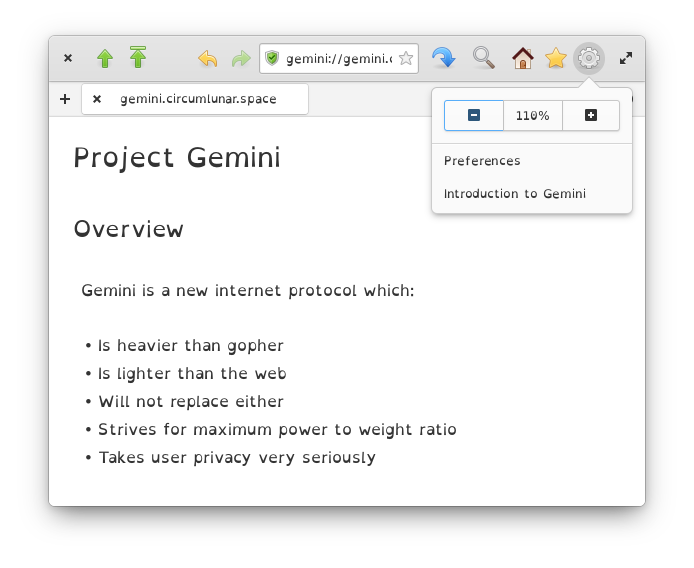 gemini://gemini.c
gemini.circumlunar.space
110%
Preferences
Introduction to Gemini
Project Gemini
Overview
Gemini is a new internet protocol which:
• Is heavier than gopher
• Is lighter than the web
• Will not replace either
• Strives for maximum power to weight ratio
• Takes user privacy very seriously